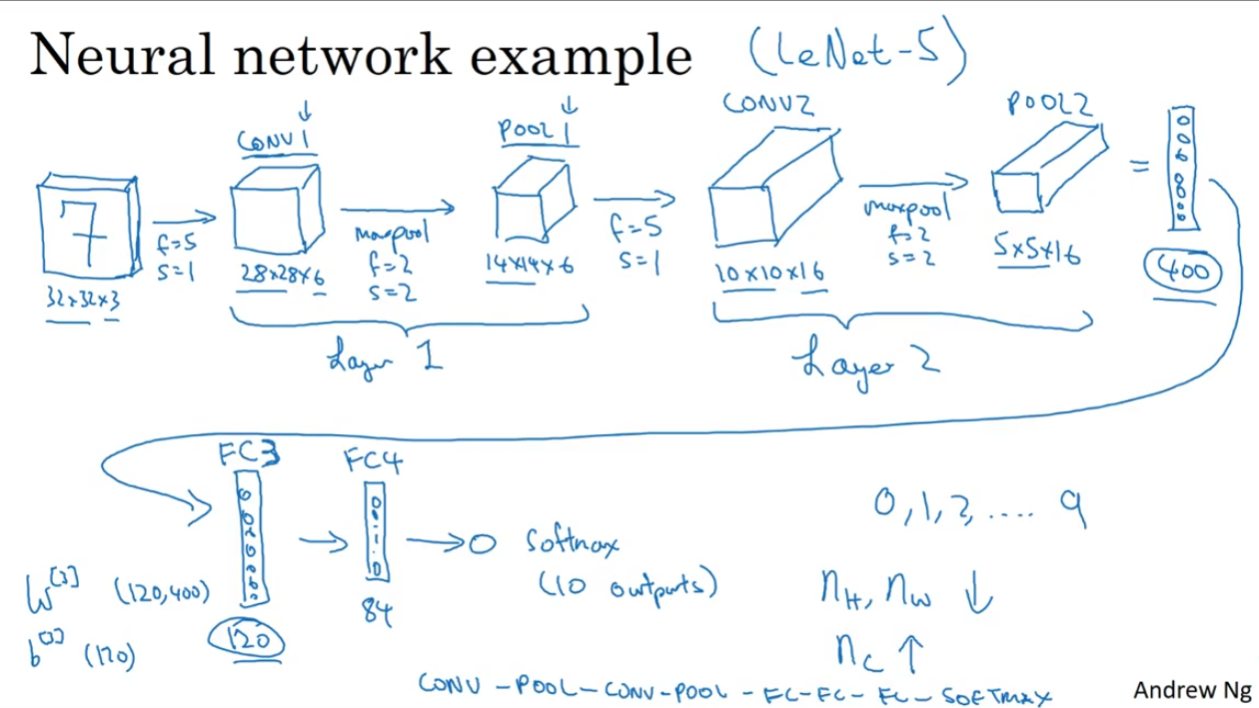 Neural network example (LeNet-5)
CONV1
POOL1
CONV2
POOL2
7
32×32×3
f=5
s=1
28×28×6
maxpool
f=2
s=2
14×14×6
f=5
s=1
10×10×16
maxpool
f=2
s=2
5×5×16
=
400
Layer 1
Layer 2
FC3
FC4
W[3] (120,400)
b[3] (120)
120
84
Softmax
(10 outputs)
0,1,2,.... 9
nH, nW ↓
nC ↑
CONV-POOL-CONV-POOL-FC-FC-FC-SOFTMAX
Andrew Ng